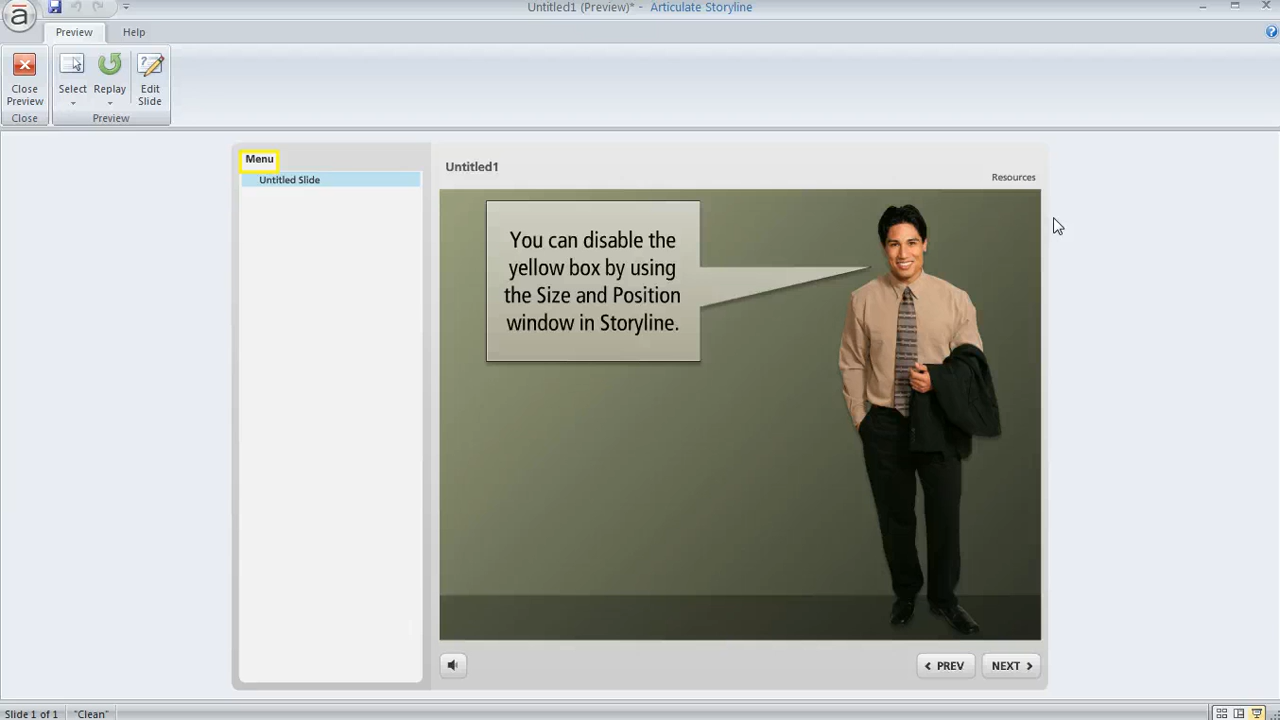 Untitled1 (Preview)* - Articulate Storyline
Preview
Help
Close Preview
Select
Replay
Edit Slide
Close
Preview
Menu
Untitled Slide
Untitled1
Resources
You can disable the
yellow box by using
the Size and Position
window in Storyline.
PREV
NEXT
Slide 1 of 1
"Clean"